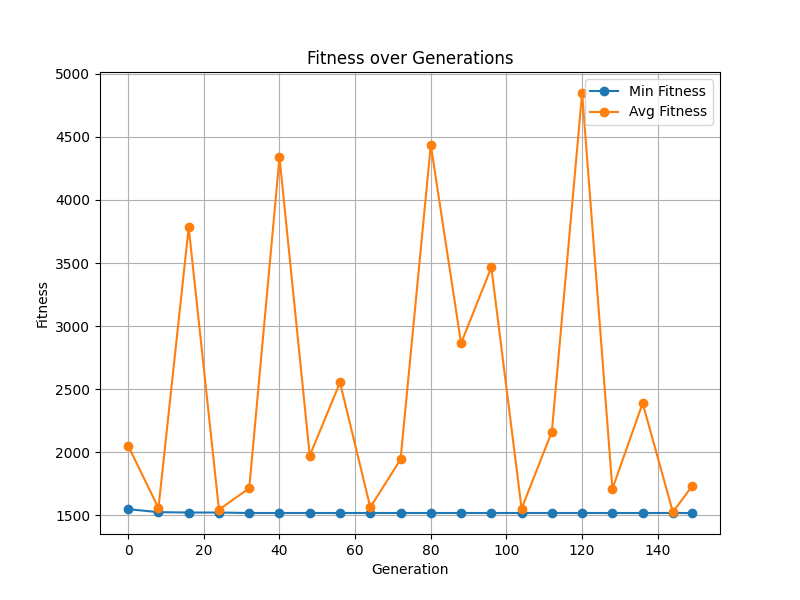 Fitness over Generations
Min Fitness
Avg Fitness
5000
4500
4000
3500
3000
2500
2000
1500
Fitness
0 20 40 60 80 100 120 140
Generation